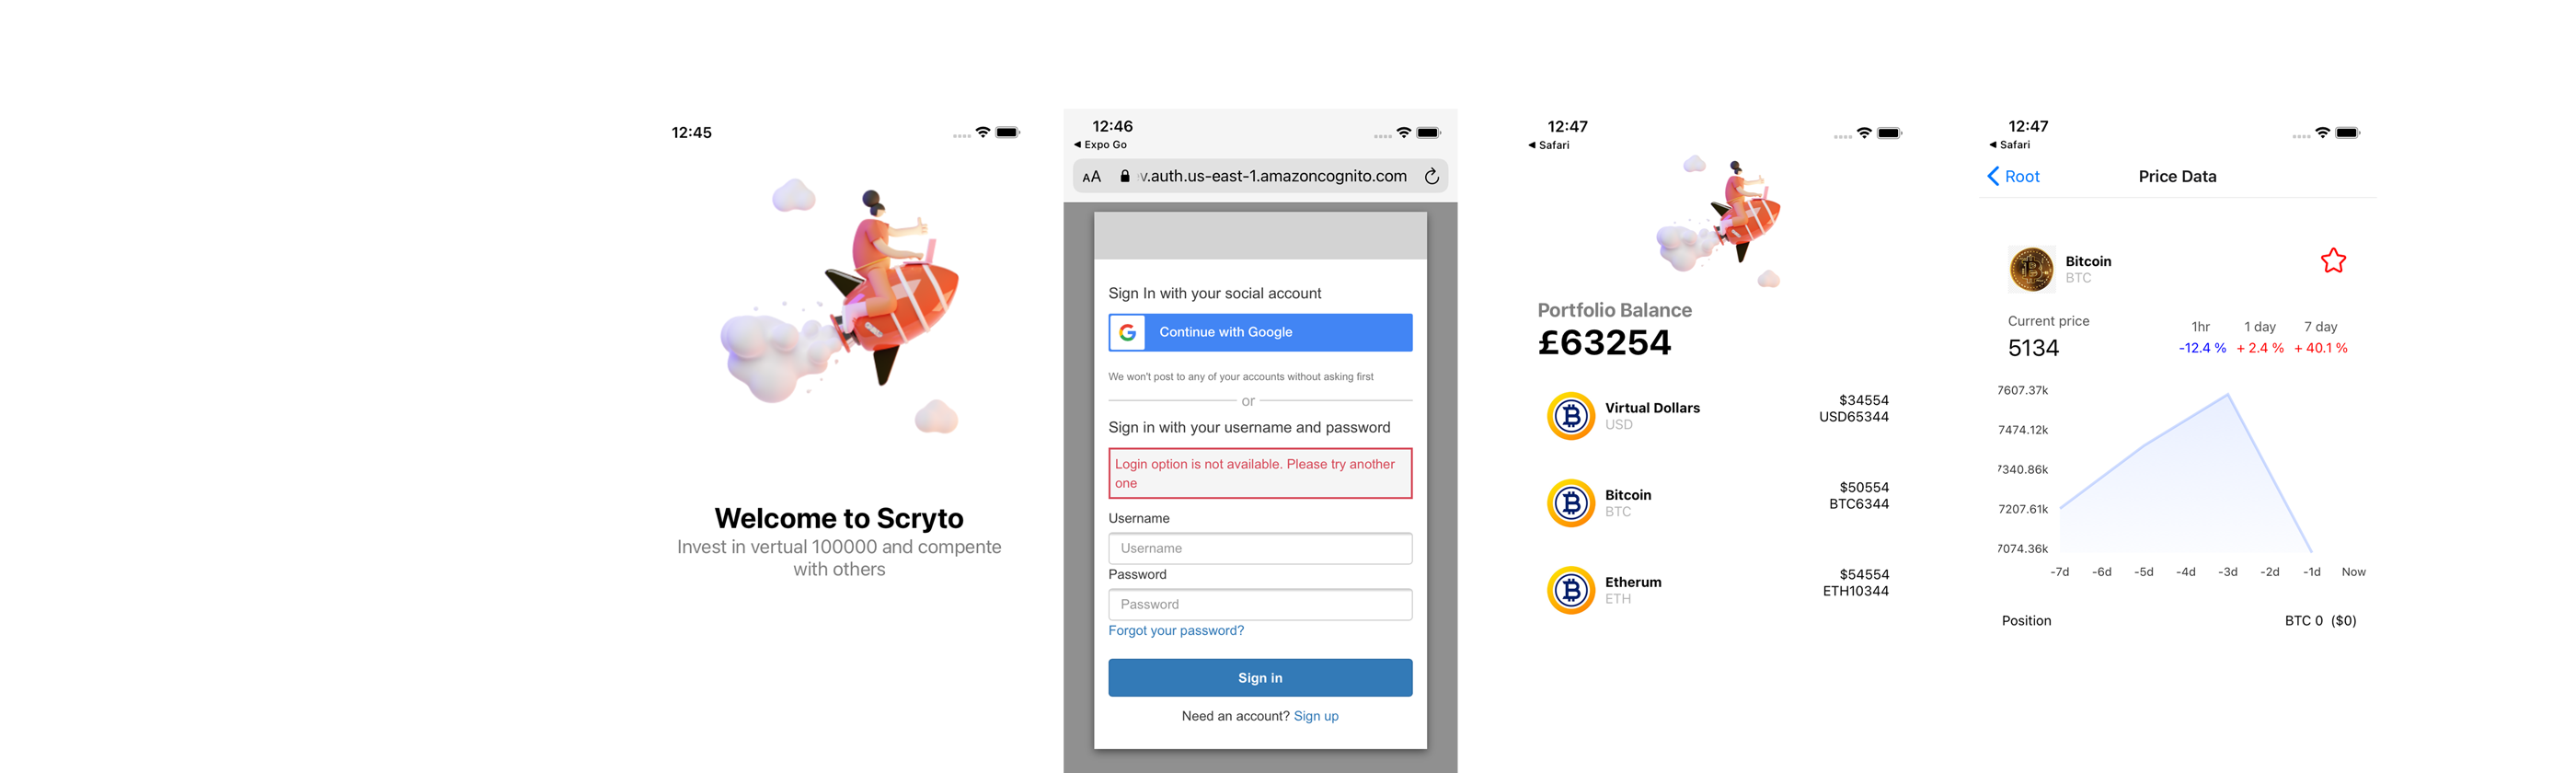 12:45
Welcome to Scryto
Invest in vertual 100000 and compente
with others
12:46
◀ Expo Go
AA
v.auth.us-east-1.amazoncognito.com
Sign In with your social account
G
Continue with Google
We won't post to any of your accounts without asking first
or
Sign in with your username and password
Login option is not available. Please try another
one
Username
Username
Password
Password
Forgot your password?
Sign in
Need an account? Sign up
12:47
◀ Safari
Portfolio Balance
£63254
Virtual Dollars
USD
$34554
USD65344
Bitcoin
BTC
$50554
BTC6344
Etherum
ETH
$54554
ETH10344
12:47
◀ Safari
Root
Price Data
Bitcoin
BTC
Current price
5134
1hr 1 day 7 day
-12.4 % + 2.4 % + 40.1 %
7607.37k
7474.12k
7340.86k
7207.61k
7074.36k
-7d -6d -5d -4d -3d -2d -1d Now
Position
BTC 0 ($0)